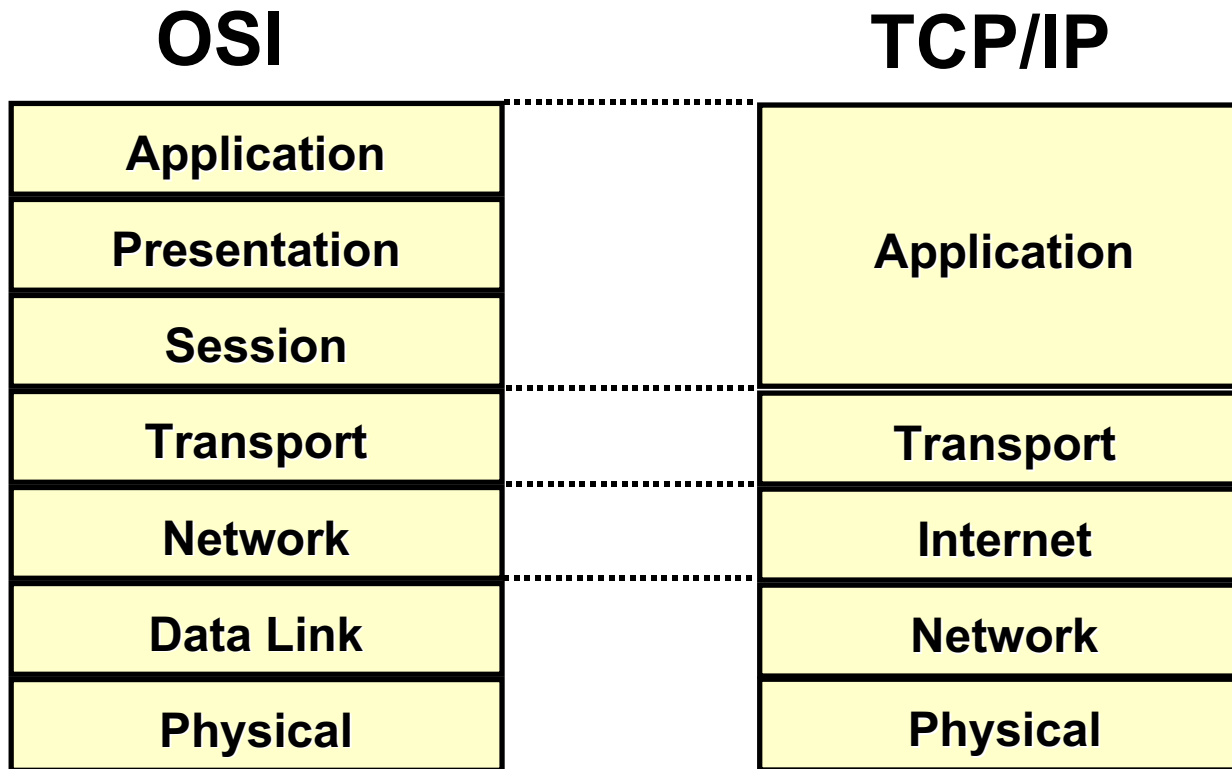 OSI
TCP/IP
Application
Presentation
Session
Transport
Network
Data Link
Physical
Application
Transport
Internet
Network
Physical